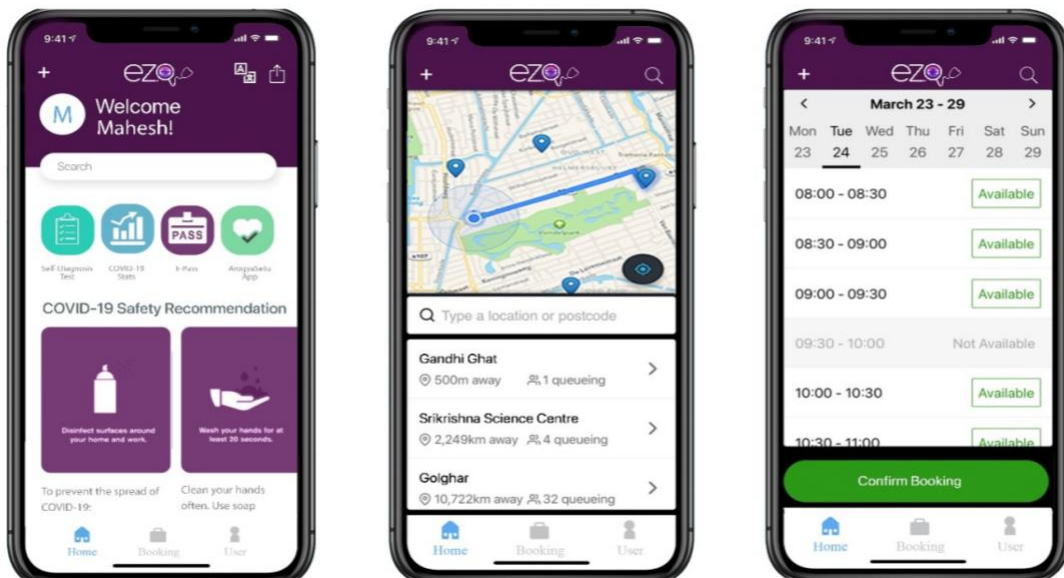 9:41
ezQ
M
Welcome
Mahesh!
Search
PASS
Self Diagnosis
Test
COVID-19
Stats
E-Pass
ArogyaSetu
App
COVID-19 Safety Recommendation
Disinfect surfaces around
your home and work.
Wash your hands for at
least 20 seconds.
To prevent the spread of
COVID-19:
Clean your hands
often. Use soap
Home Booking User
9:41
ezQ
Vondelpark
Type a location or postcode
Gandhi Ghat
500m away 1 queueing
Srikrishna Science Centre
2,249km away 4 queueing
Golghar
10,722km away 32 queueing
Home Booking User
9:41
ezQ
< March 23 - 29 >
Mon Tue Wed Thu Fri Sat Sun
23 24 25 26 27 28 29
08:00 - 08:30 Available
08:30 - 09:00 Available
09:00 - 09:30 Available
09:30 - 10:00 Not Available
10:00 - 10:30 Available
10:30 - 11:00 Available
Confirm Booking
Home Booking User